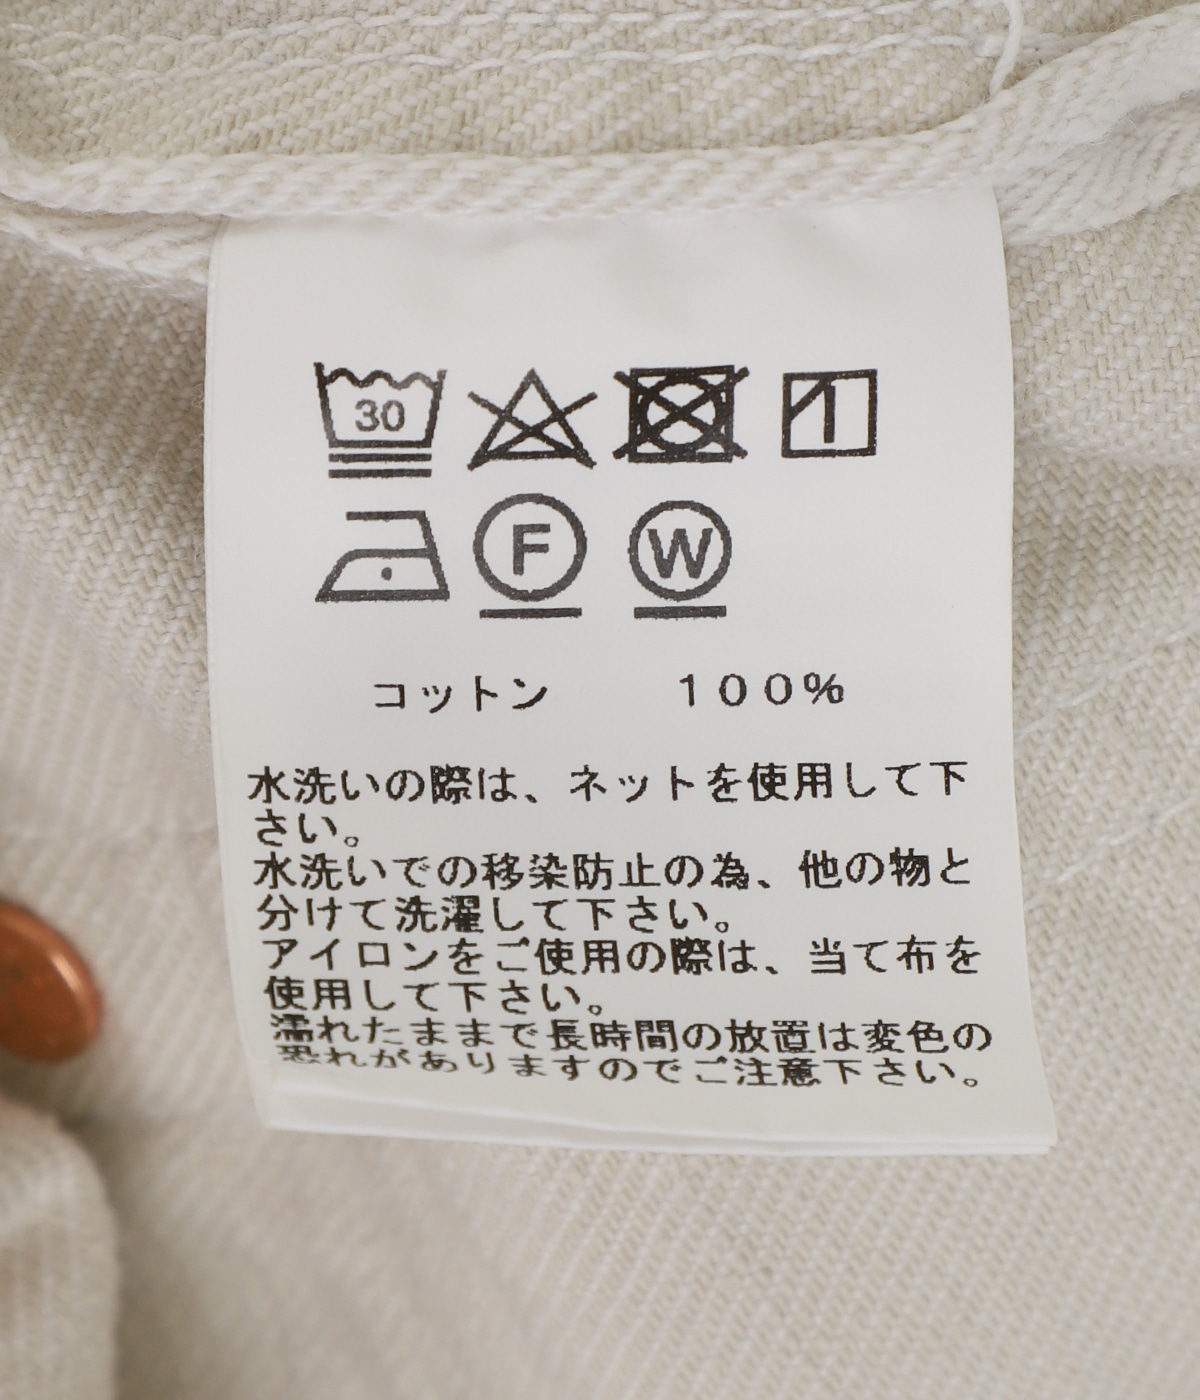 30
F W
コットン　１００％
水洗いの際は、ネットを使用して下
さい。
水洗いでの移染防止の為、他の物と
分けて洗濯して下さい。
アイロンをご使用の際は、当て布を
使用して下さい。
濡れたままで長時間の放置は変色の
恐れがありますのでご注意下さい。